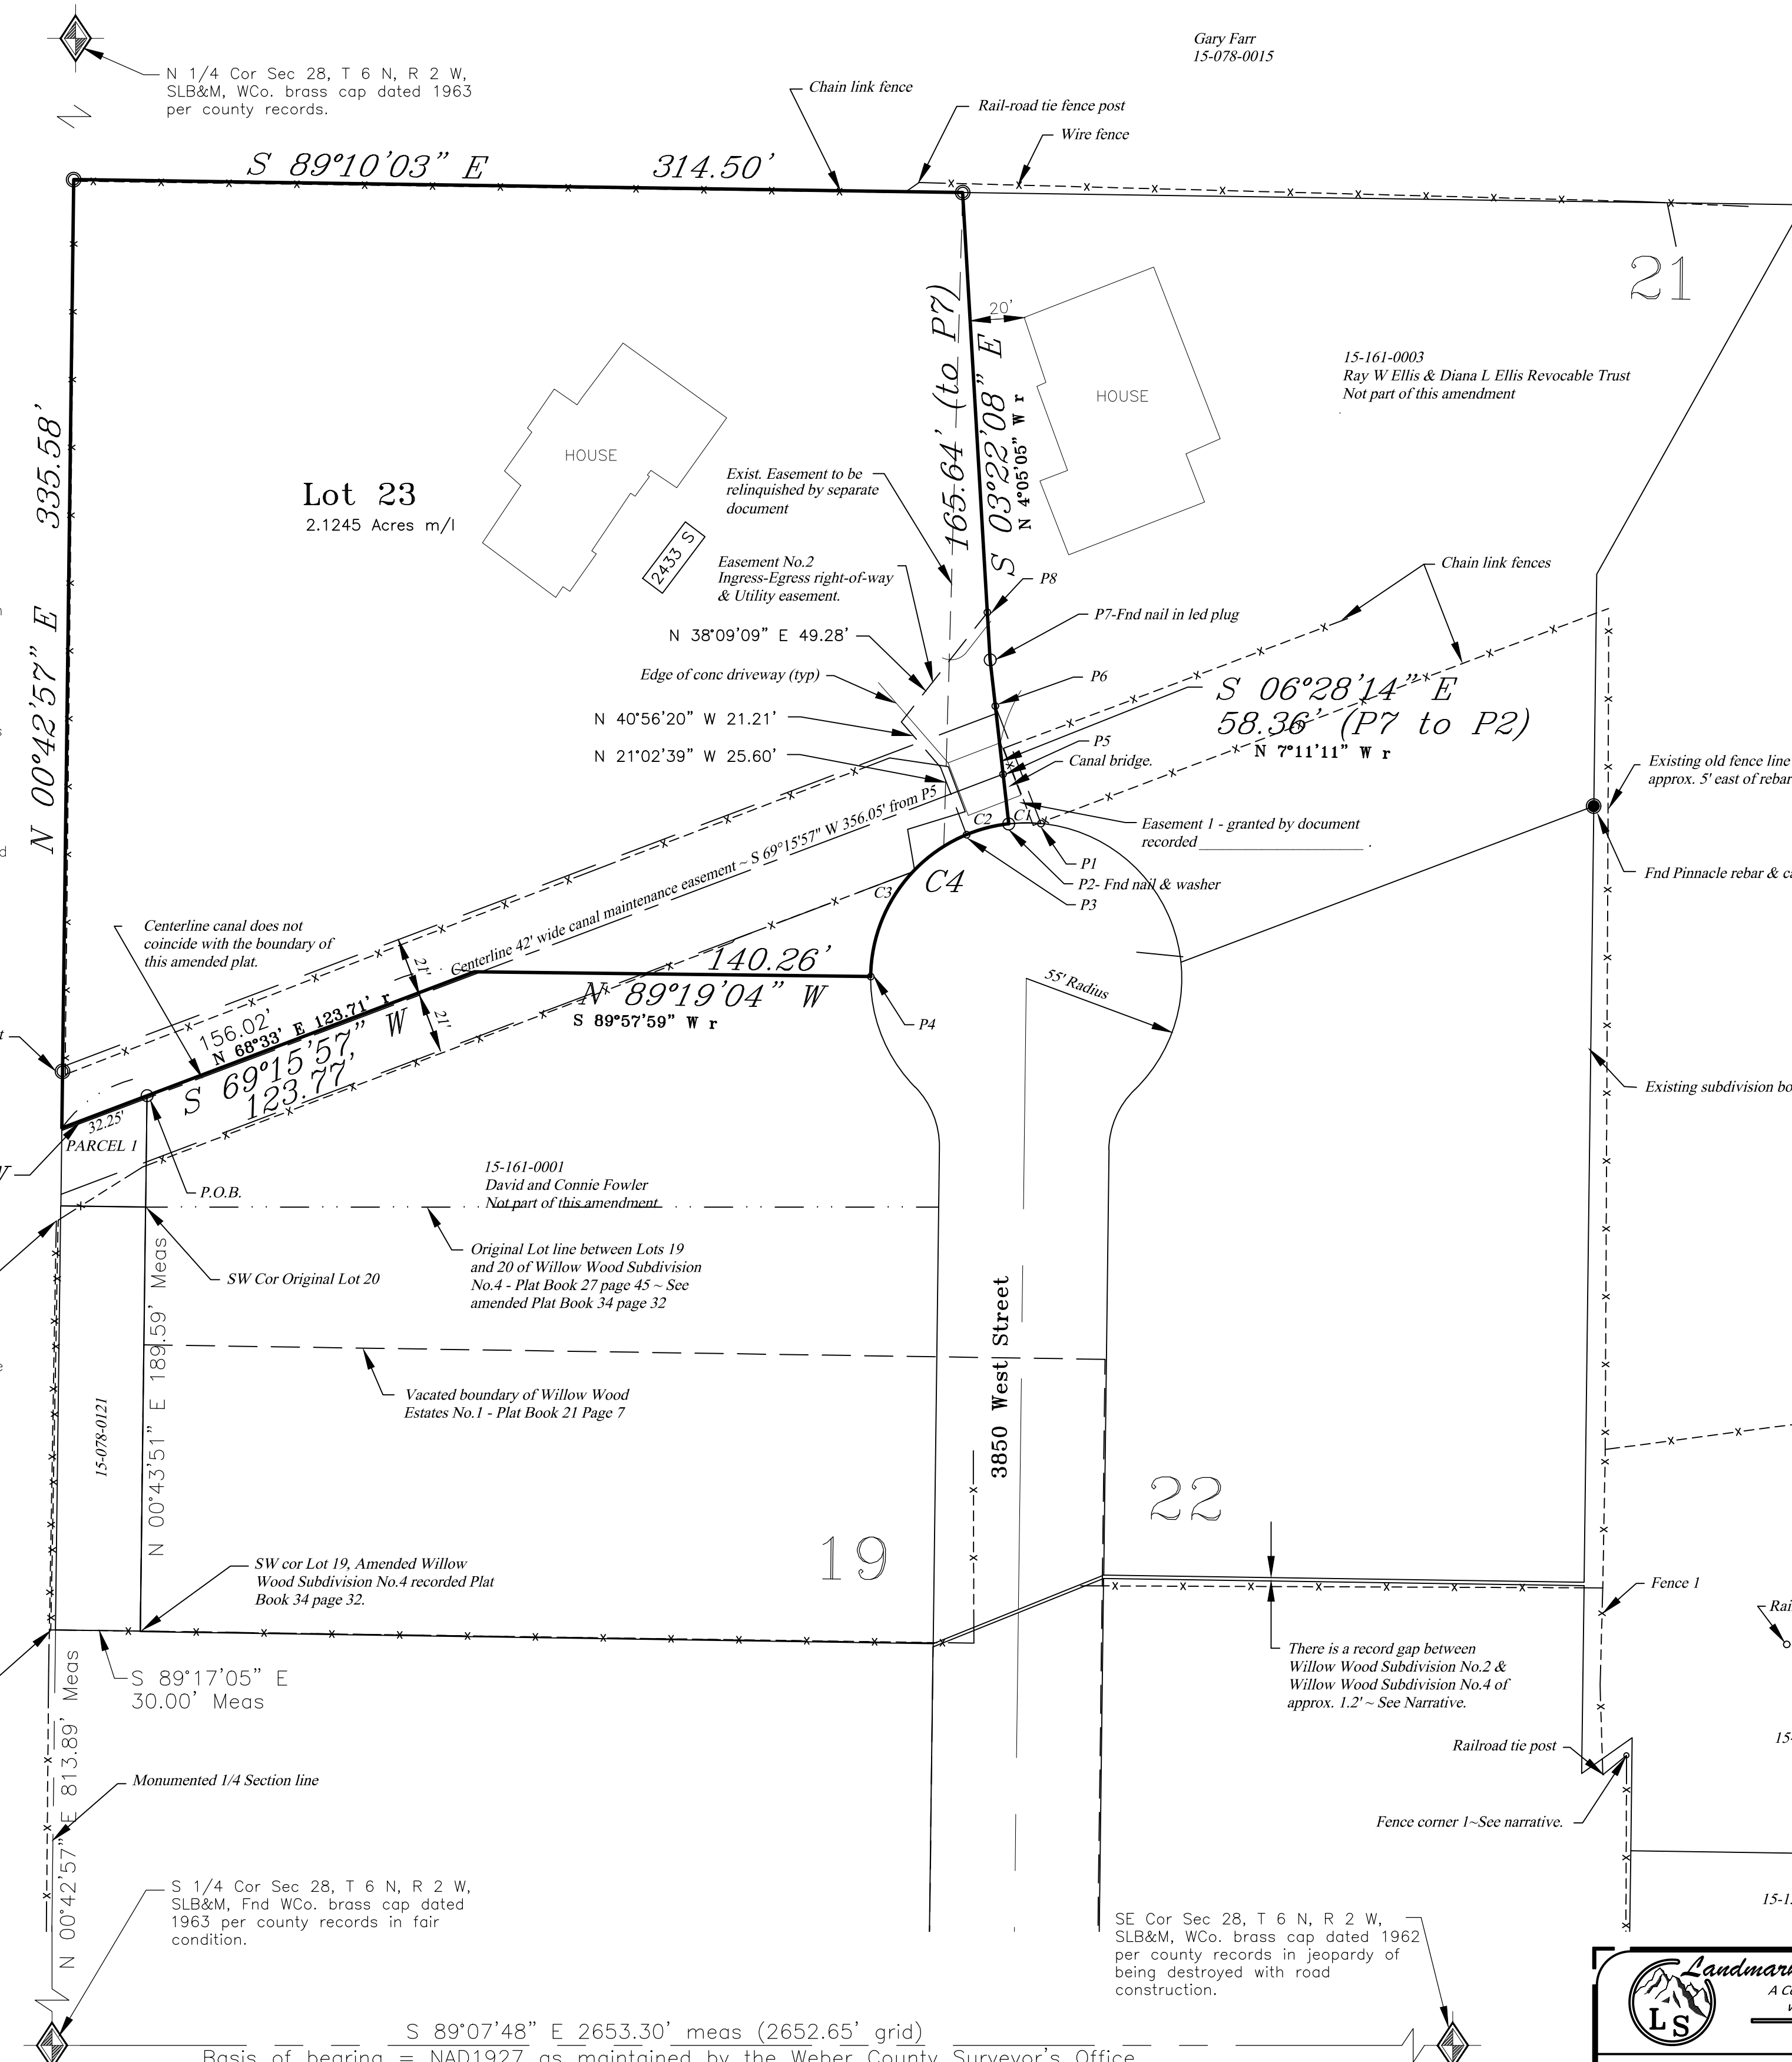 Gary Farr
15-078-0015
N 1/4 Cor Sec 28, T 6 N, R 2 W,
SLB&M, WCo. brass cap dated 1963
per county records.
N
Chain link fence
Rail-road tie fence post
Wire fence
S 89°10'03" E 314.50'
21
20'
HOUSE
HOUSE
15-161-0003
Ray W Ellis & Diana L Ellis Revocable Trust
Not part of this amendment
N 00°42'57" E 335.58'
165.64' (to P7)
S 03°22'08" E
N 4°05'05" W r
Lot 23
2.1245 Acres m/l
2433 S
Exist. Easement to be
relinquished by separate
document
Easement No.2
Ingress-Egress right-of-way
& Utility easement.
P8
Chain link fences
P7-Fnd nail in led plug
N 38°09'09" E 49.28'
Edge of conc driveway (typ)
P6
S 06°28'14" E
58.36' (P7 to P2)
N 7°11'11" W r
N 40°56'20" W 21.21'
N 21°02'39" W 25.60'
P5
Canal bridge.
Existing old fence line
approx. 5' east of rebar
C2
C1
Easement 1 - granted by document
recorded ______________________ .
P1
P2- Fnd nail & washer
P3
Fnd Pinnacle rebar & ca
C3
C4
Centerline 42' wide canal maintenance easement ~ S 69°15'57" W 356.05' from P5
Centerline canal does not
coincide with the boundary of
this amended plat.
21'
21'
140.26'
N 89°19'04" W
S 89°57'59" W r
55' Radius
P4
156.02'
N 68°33' E 123.71' r
S 69°15'57" W
123.77'
32.25'
PARCEL 1
P.O.B.
Existing subdivision bo
15-161-0001
David and Connie Fowler
Not part of this amendment
SW Cor Original Lot 20
Original Lot line between Lots 19
and 20 of Willow Wood Subdivision
No.4 - Plat Book 27 page 45 ~ See
amended Plat Book 34 page 32
N 00°43'51" E 189.59' Meas
15-078-0121
Vacated boundary of Willow Wood
Estates No.1 - Plat Book 21 Page 7
3850 West Street
22
19
SW cor Lot 19, Amended Willow
Wood Subdivision No.4 recorded Plat
Book 34 page 32.
Fence 1
Rai
S 89°17'05" E
30.00' Meas
There is a record gap between
Willow Wood Subdivision No.2 &
Willow Wood Subdivision No.4 of
approx. 1.2' ~ See Narrative.
Railroad tie post
15-
Monumented 1/4 Section line
N 00°42'57" E 813.89' Meas
Fence corner 1~See narrative.
S 1/4 Cor Sec 28, T 6 N, R 2 W,
SLB&M, Fnd WCo. brass cap dated
1963 per county records in fair
condition.
15-1
SE Cor Sec 28, T 6 N, R 2 W,
SLB&M, WCo. brass cap dated 1962
per county records in jeopardy of
being destroyed with road
construction.
Landmar
A C
LS
S 89°07'48" E 2653.30' meas (2652.65' grid)
Basis of bearing = NAD1927 as maintained by the Weber County Surveyor's Office